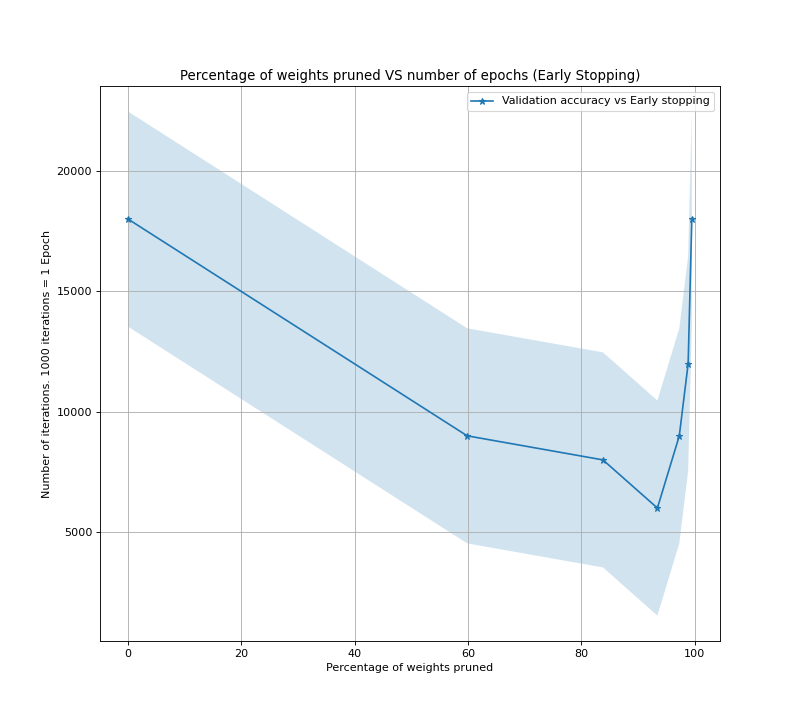 Percentage of weights pruned VS number of epochs (Early Stopping)
Validation accuracy vs Early stopping
Number of iterations. 1000 iterations = 1 Epoch
20000
15000
10000
5000
0 20 40 60 80 100
Percentage of weights pruned